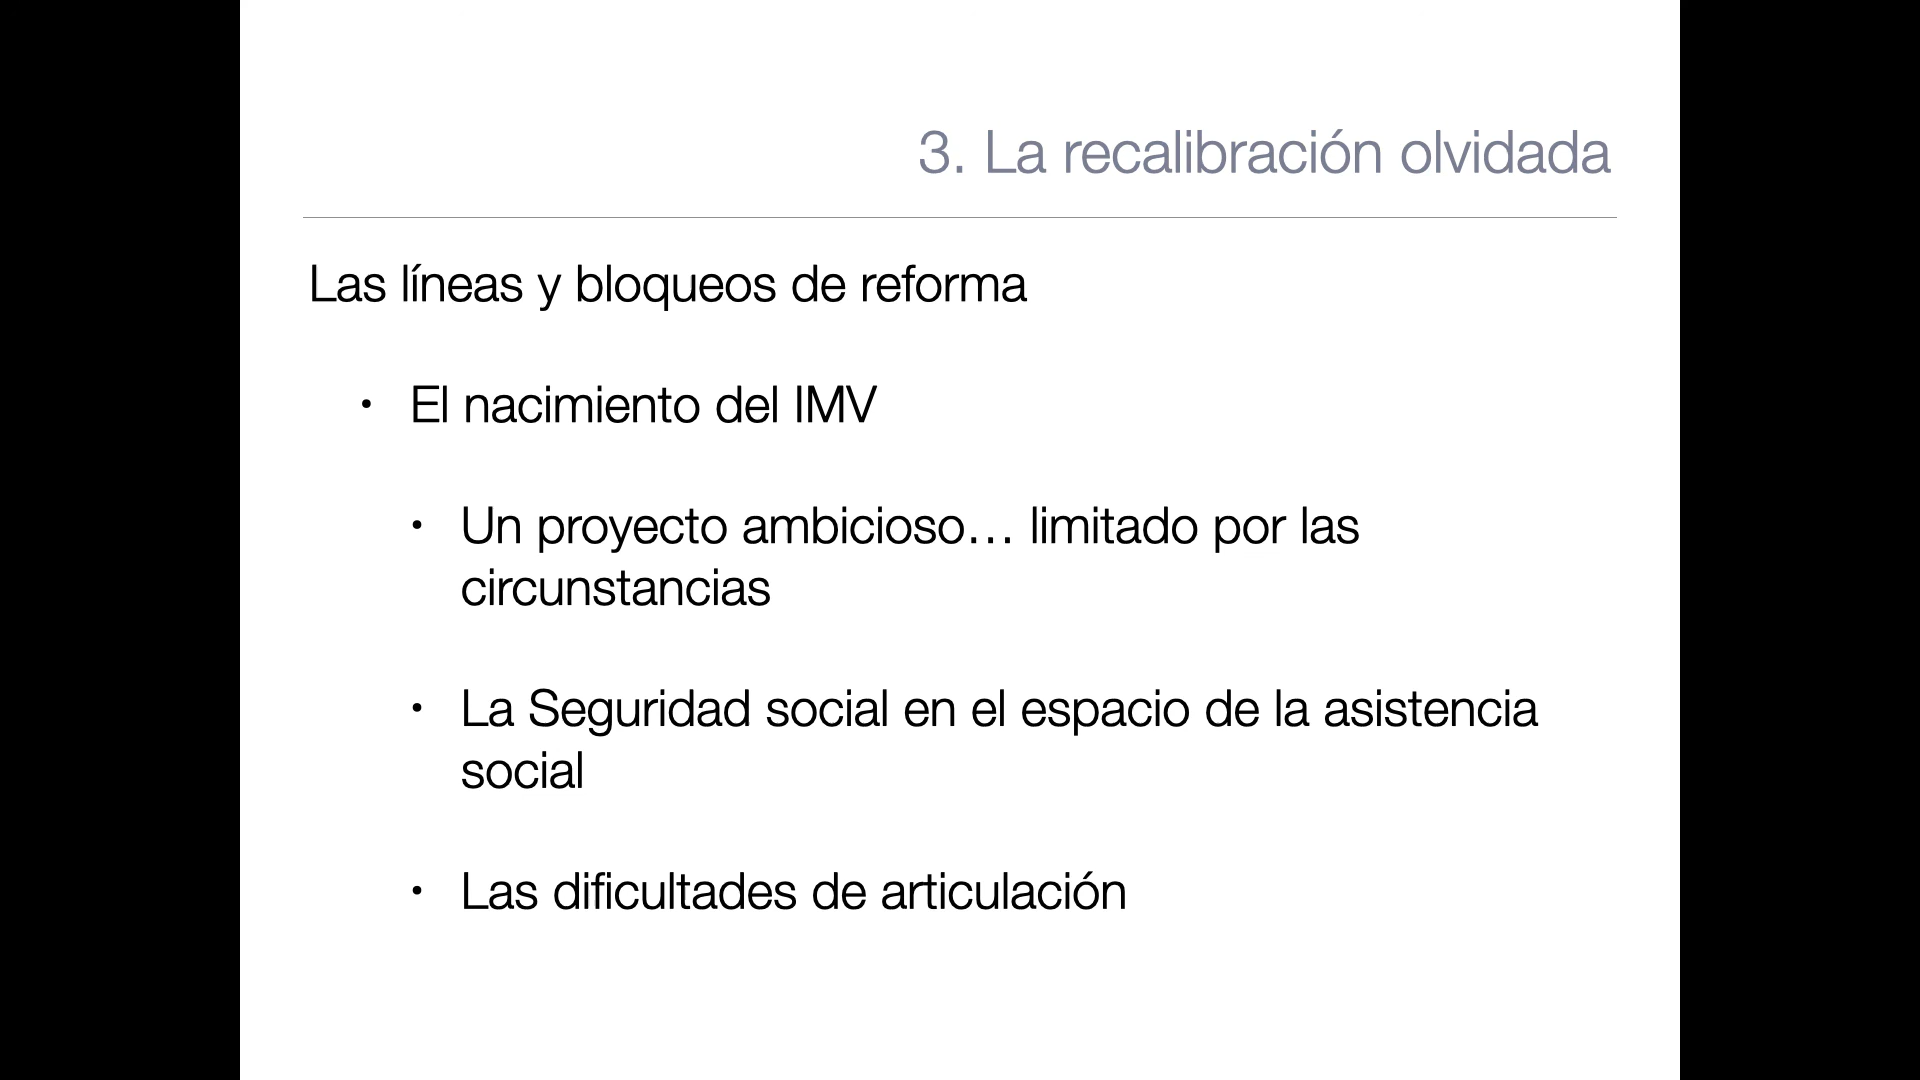 3. La recalibración olvidada
Las líneas y bloqueos de reforma
• El nacimiento del IMV
• Un proyecto ambicioso… limitado por las
circunstancias
• La Seguridad social en el espacio de la asistencia
social
• Las dificultades de articulación